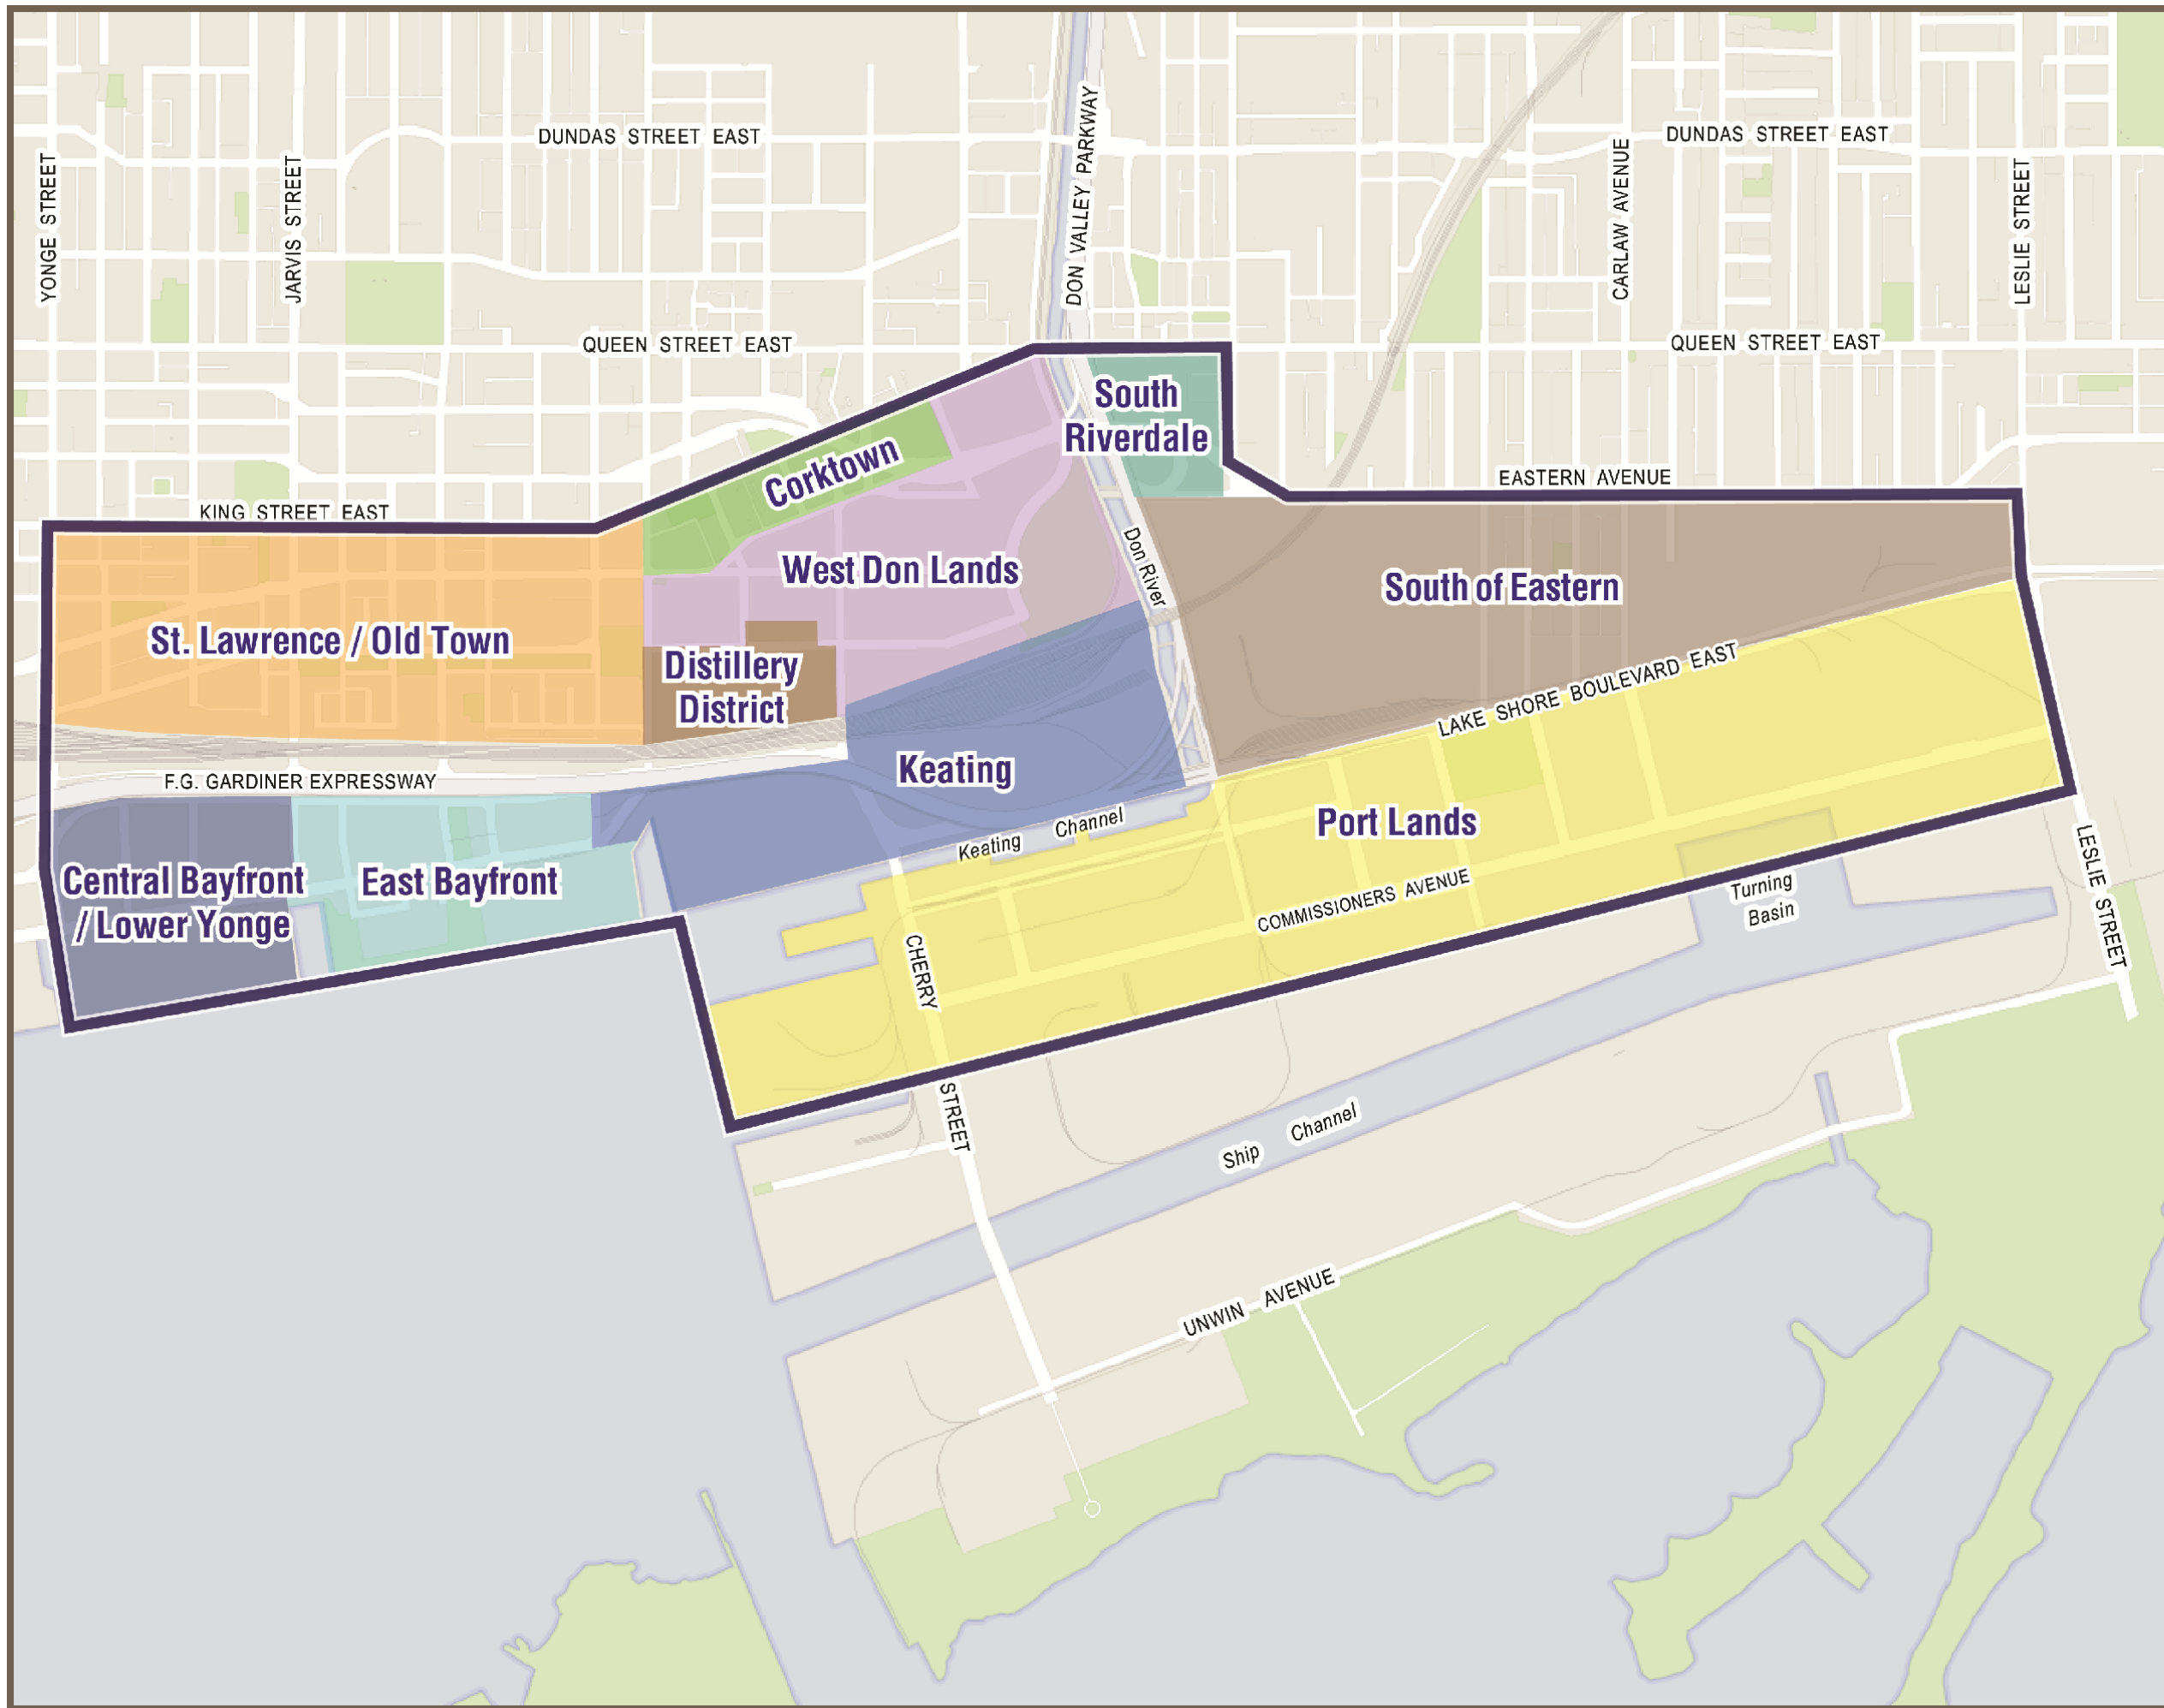 DUNDAS STREET EAST
DUNDAS STREET EAST
YONGE STREET
JARVIS STREET
DON VALLEY PARKWAY
CARLAW AVENUE
LESLIE STREET
QUEEN STREET EAST
QUEEN STREET EAST
South
Riverdale
Corktown
EASTERN AVENUE
KING STREET EAST
West Don Lands
Don River
South of Eastern
St. Lawrence / Old Town
Distillery
District
LAKE SHORE BOULEVARD EAST
F.G. GARDINER EXPRESSWAY
Keating
Keating Channel
Port Lands
Central Bayfront
/ Lower Yonge
East Bayfront
COMMISSIONERS AVENUE
Turning
Basin
LESLIE STREET
CHERRY STREET
Ship Channel
UNWIN AVENUE